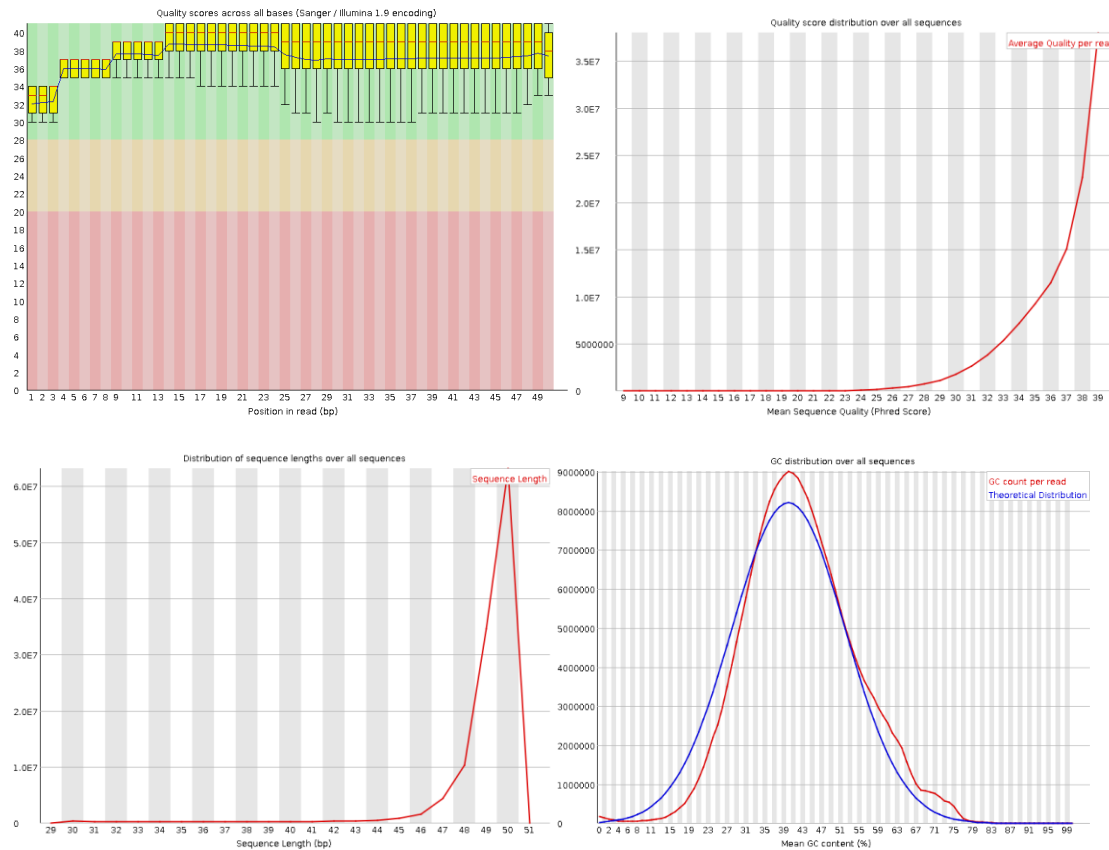 Quality scores across all bases (Sanger / Illumina 1.9 encoding)
40
38
36
34
32
30
28
26
24
22
20
18
16
14
12
10
8
6
4
2
0
1 2 3 4 5 6 7 8 9 11 13 15 17 19 21 23 25 27 29 31 33 35 37 39 41 43 45 47 49
Position in read (bp)
Quality score distribution over all sequences
Average Quality per rea
3.5E7
3.0E7
2.5E7
2.0E7
1.5E7
1.0E7
5000000
0
9 10 11 12 13 14 15 16 17 18 19 20 21 22 23 24 25 26 27 28 29 30 31 32 33 34 35 36 37 38 39
Mean Sequence Quality (Phred Score)
Distribution of sequence lengths over all sequences
Sequence Length
6.0E7
5.0E7
4.0E7
3.0E7
2.0E7
1.0E7
0
29 30 31 32 33 34 35 36 37 38 39 40 41 42 43 44 45 46 47 48 49 50 51
Sequence Length (bp)
GC distribution over all sequences
GC count per read
Theoretical Distribution
9000000
8000000
7000000
6000000
5000000
4000000
3000000
2000000
1000000
0
0 2 4 6 8 11 14 17 20 23 27 31 35 39 43 47 51 55 59 63 67 71 75 79 83 87 91 95 99
Mean GC content (%)